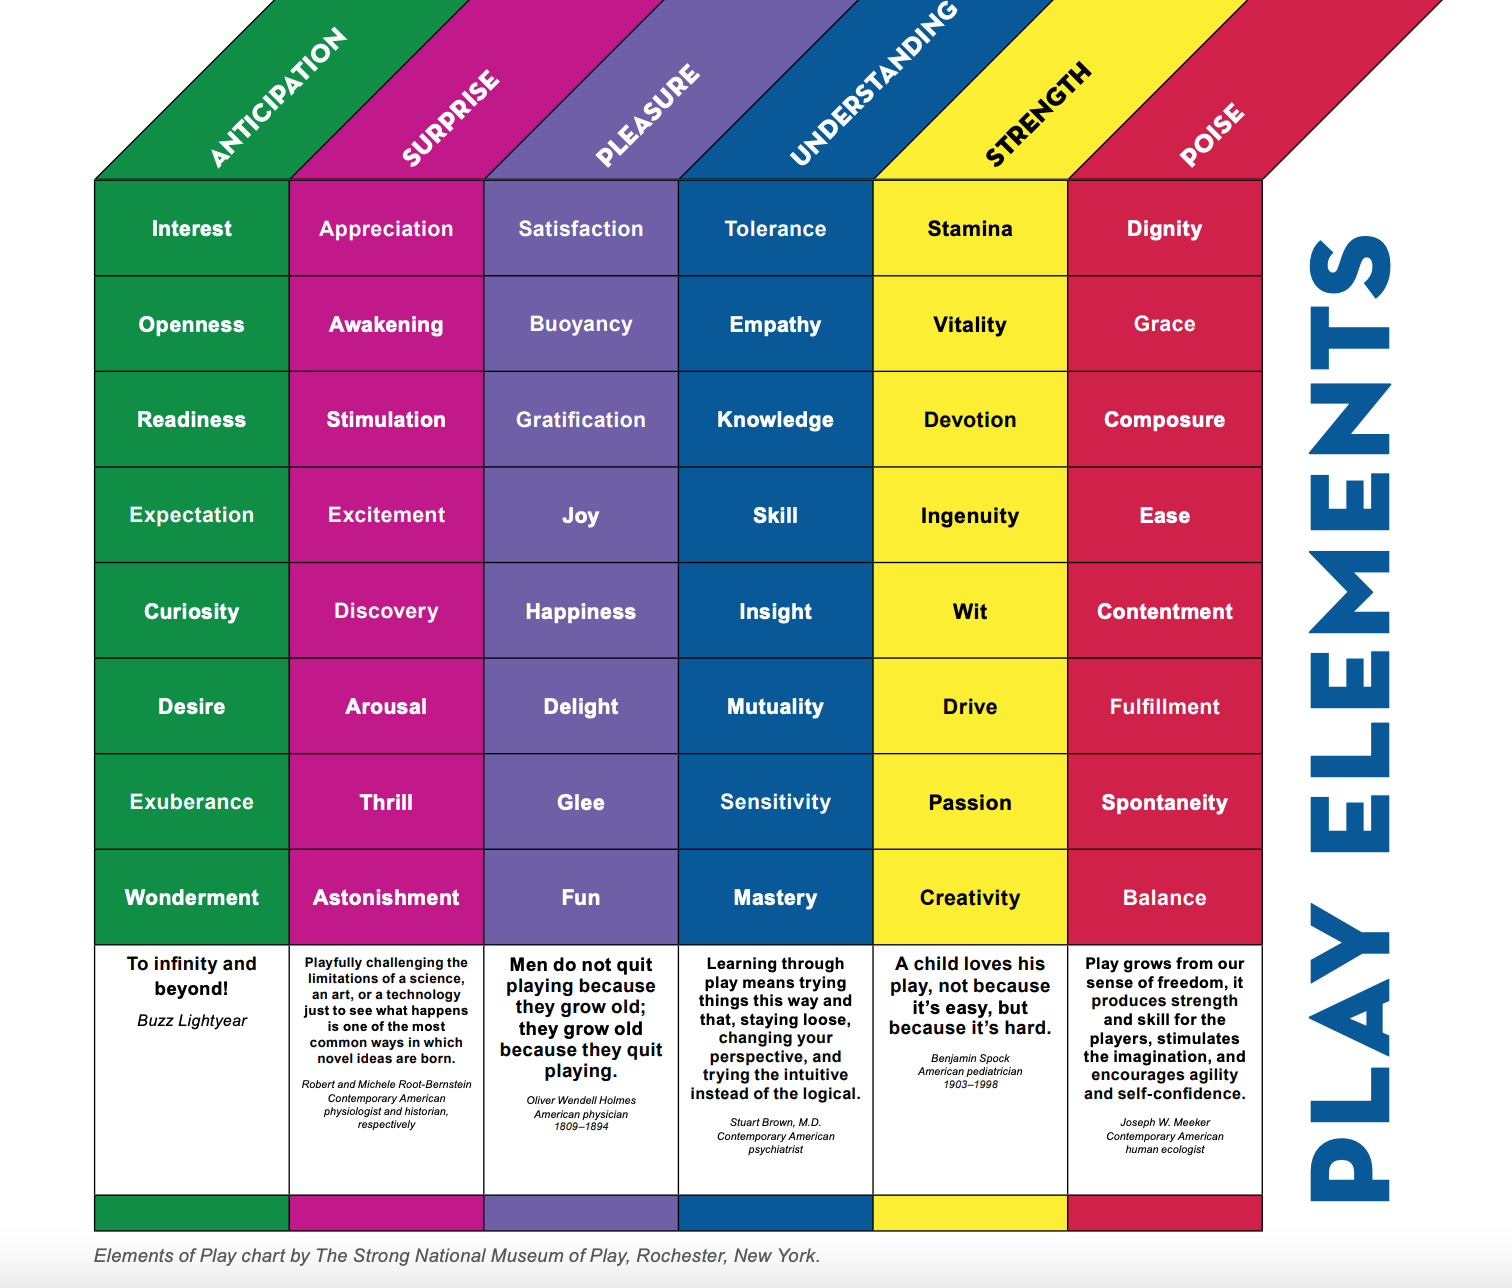 ANTICIPATION
SURPRISE
PLEASURE
UNDERSTANDING
STRENGTH
POISE
Interest
Appreciation
Satisfaction
Tolerance
Stamina
Dignity
Openness
Awakening
Buoyancy
Empathy
Vitality
Grace
Readiness
Stimulation
Gratification
Knowledge
Devotion
Composure
Expectation
Excitement
Joy
Skill
Ingenuity
Ease
Curiosity
Discovery
Happiness
Insight
Wit
Contentment
Desire
Arousal
Delight
Mutuality
Drive
Fulfillment
Exuberance
Thrill
Glee
Sensitivity
Passion
Spontaneity
Wonderment
Astonishment
Fun
Mastery
Creativity
Balance
To infinity and
beyond!
Buzz Lightyear
Playfully challenging the
limitations of a science,
an art, or a technology
just to see what happens
is one of the most
common ways in which
novel ideas are born.
Robert and Michele Root-Bernstein
Contemporary American
physiologist and historian,
respectively
Men do not quit
playing because
they grow old;
they grow old
because they quit
playing.
Oliver Wendell Holmes
American physician
1809–1894
Learning through
play means trying
things this way and
that, staying loose,
changing your
perspective, and
trying the intuitive
instead of the logical.
Stuart Brown, M.D.
Contemporary American
psychiatrist
A child loves his
play, not because
it’s easy, but
because it’s hard.
Benjamin Spock
American pediatrician
1903–1998
Play grows from our
sense of freedom, it
produces strength
and skill for the
players, stimulates
the imagination, and
encourages agility
and self-confidence.
Joseph W. Meeker
Contemporary American
human ecologist
PLAY ELEMENTS
Elements of Play chart by The Strong National Museum of Play, Rochester, New York.